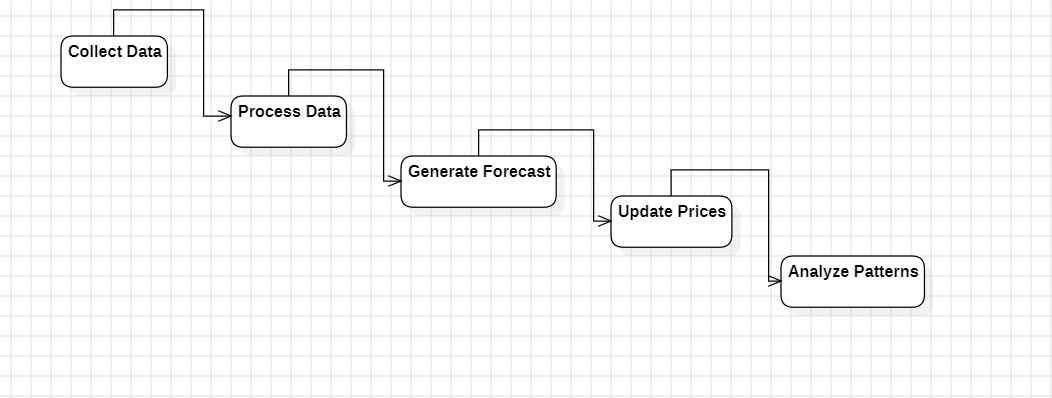 Collect Data
Process Data
Generate Forecast
Update Prices
Analyze Patterns